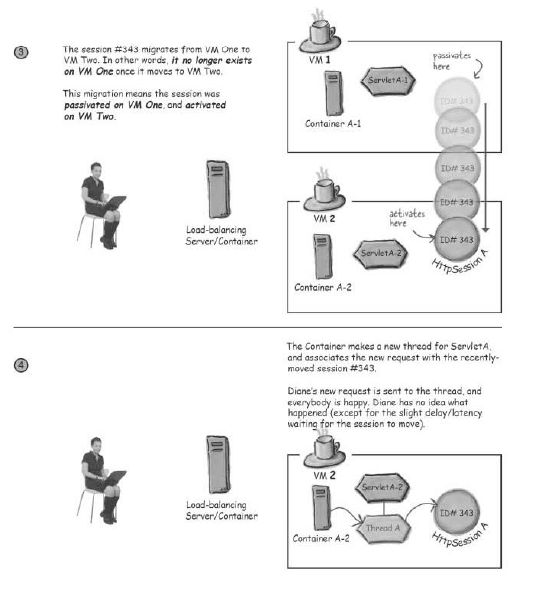 3
The session #343 migrates from VM One to
VM Two. In other words, it no longer exists
on VM One once it moves to VM Two.
This migration means the session was
passivated on VM One, and activated
on VM Two.
Load-balancing
Server/Container
VM 1
ServletA-1
Container A-1
passivates
here
ID# 343
ID# 343
ID# 343
ID# 343
ID# 343
HttpSession A
VM 2
activates
here
ServletA-2
Container A-2
4
The Container makes a new thread for ServletA,
and associates the new request with the recently-
moved session #343.
Diane's new request is sent to the thread, and
everybody is happy. Diane has no idea what
happened (except for the slight delay/latency
waiting for the session to move).
Load-balancing
Server/Container
VM 2
ServletA-2
Thread A
Container A-2
ID# 343
HttpSession A